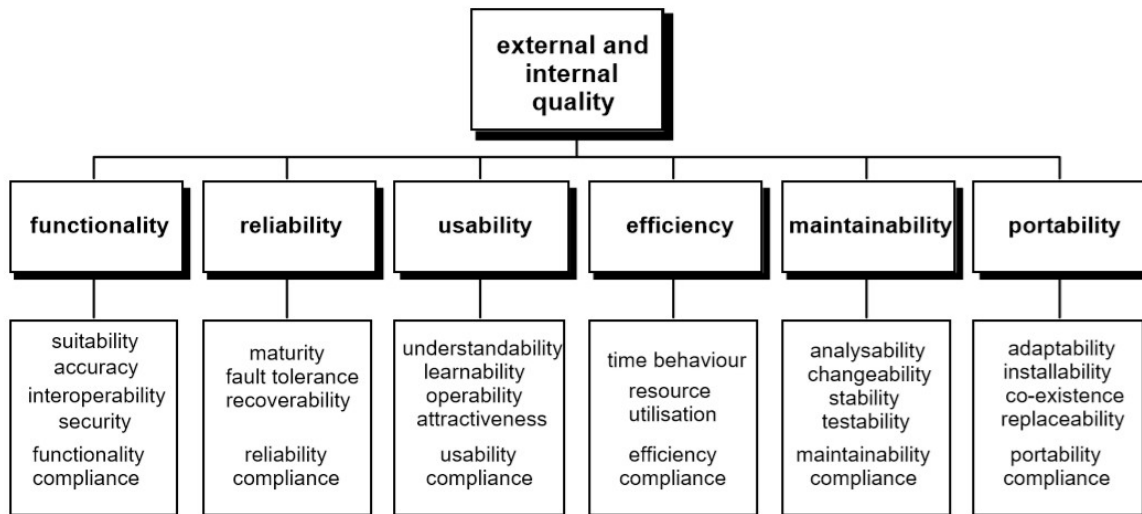 external and
internal
quality
functionality
reliability
usability
efficiency
maintainability
portability
suitability
accuracy
interoperability
security
functionality
compliance
maturity
fault tolerance
recoverability
reliability
compliance
understandability
learnability
operability
attractiveness
usability
compliance
time behaviour
resource
utilisation
efficiency
compliance
analysability
changeability
stability
testability
maintainability
compliance
adaptability
installability
co-existence
replaceability
portability
compliance